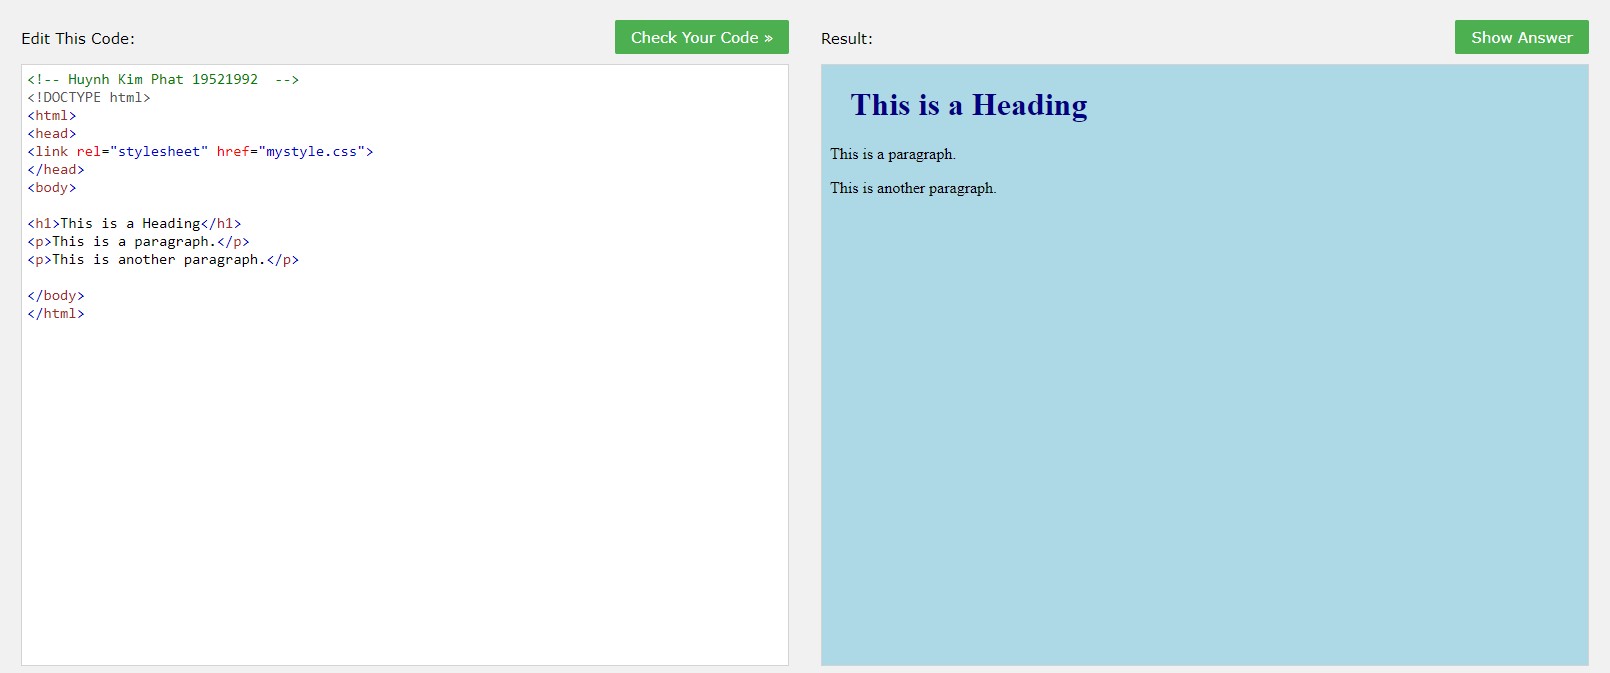 Edit This Code:
Check Your Code »
<!-- Huynh Kim Phat 19521992  -->
<!DOCTYPE html>
<html>
<head>
<link rel="stylesheet" href="mystyle.css">
</head>
<body>
<h1>This is a Heading</h1>
<p>This is a paragraph.</p>
<p>This is another paragraph.</p>
</body>
</html>
Result:
Show Answer
This is a Heading
This is a paragraph.
This is another paragraph.